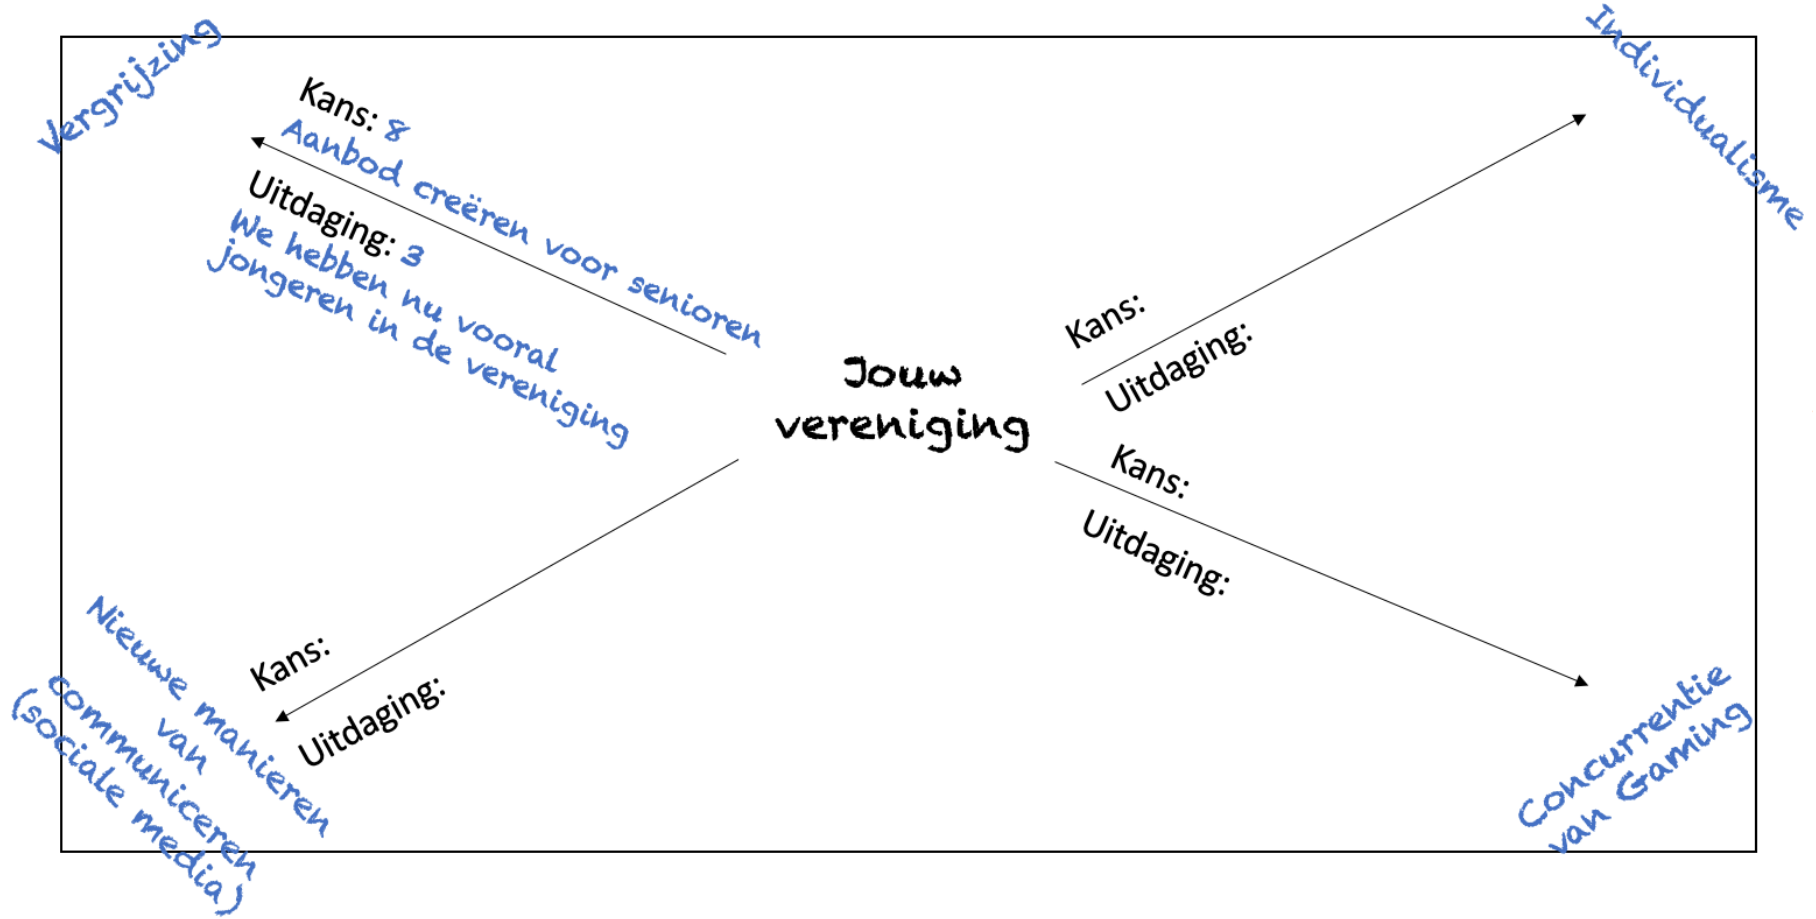 Vergrijzing
Kans: 8
Aanbod creëren voor senioren
Uitdaging: 3
We hebben nu vooral
jongeren in de vereniging
Individualisme
Kans:
Uitdaging:
Jouw
vereniging
Kans:
Uitdaging:
Nieuwe manieren
van
communiceren
(sociale media)
Kans:
Uitdaging:
Concurrentie
van Gaming